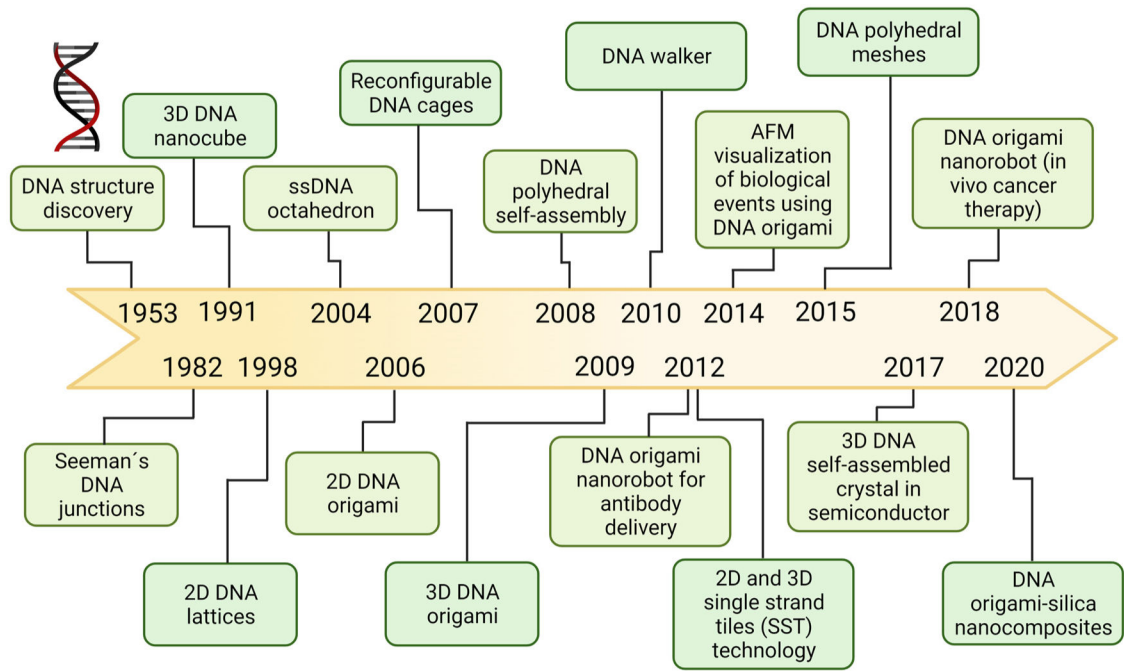 DNA structure
discovery
3D DNA
nanocube
ssDNA
octahedron
Reconfigurable
DNA cages
DNA
polyhedral
self-assembly
DNA walker
AFM
visualization
of biological
events using
DNA origami
DNA polyhedral
meshes
DNA origami
nanorobot (in
vivo cancer
therapy)
1953 1991 2004 2007 2008 2010 2014 2015 2018
1982 1998 2006 2009 2012 2017 2020
Seeman´s
DNA
junctions
2D DNA
lattices
2D DNA
origami
3D DNA
origami
DNA origami
nanorobot for
antibody
delivery
2D and 3D
single strand
tiles (SST)
technology
3D DNA
self-assembled
crystal in
semiconductor
DNA
origami-silica
nanocomposites